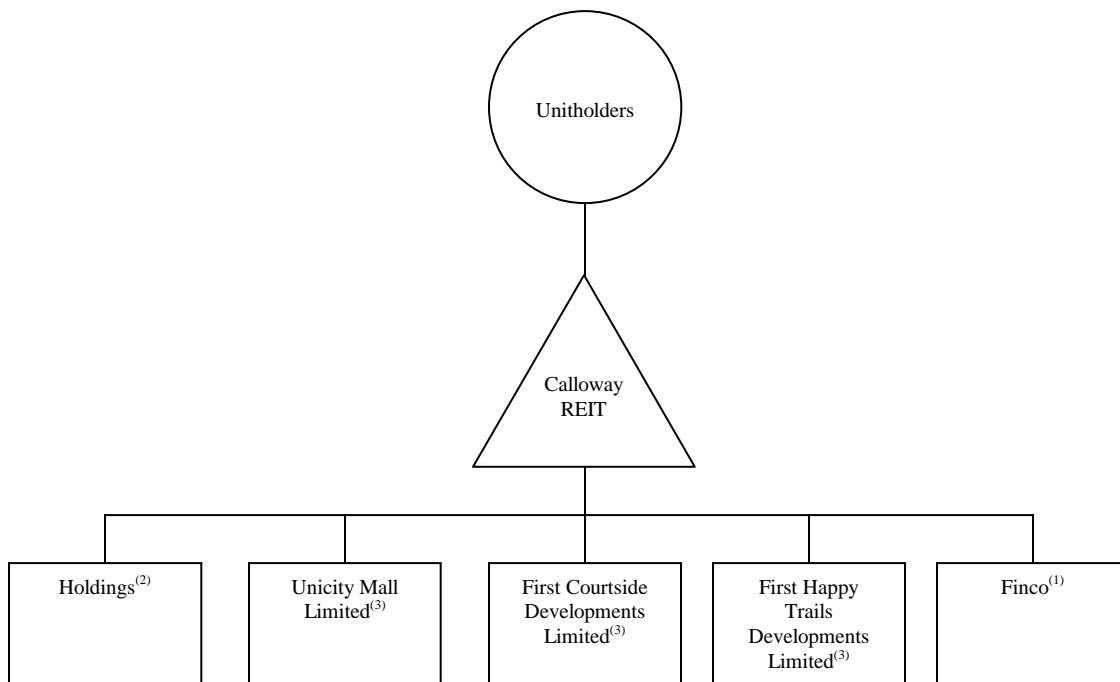 Unitholders
Calloway
REIT
Holdings(2)
Unicity Mall
Limited(3)
First Courtside
Developments
Limited(3)
First Happy
Trails
Developments
Limited(3)
Finco(1)